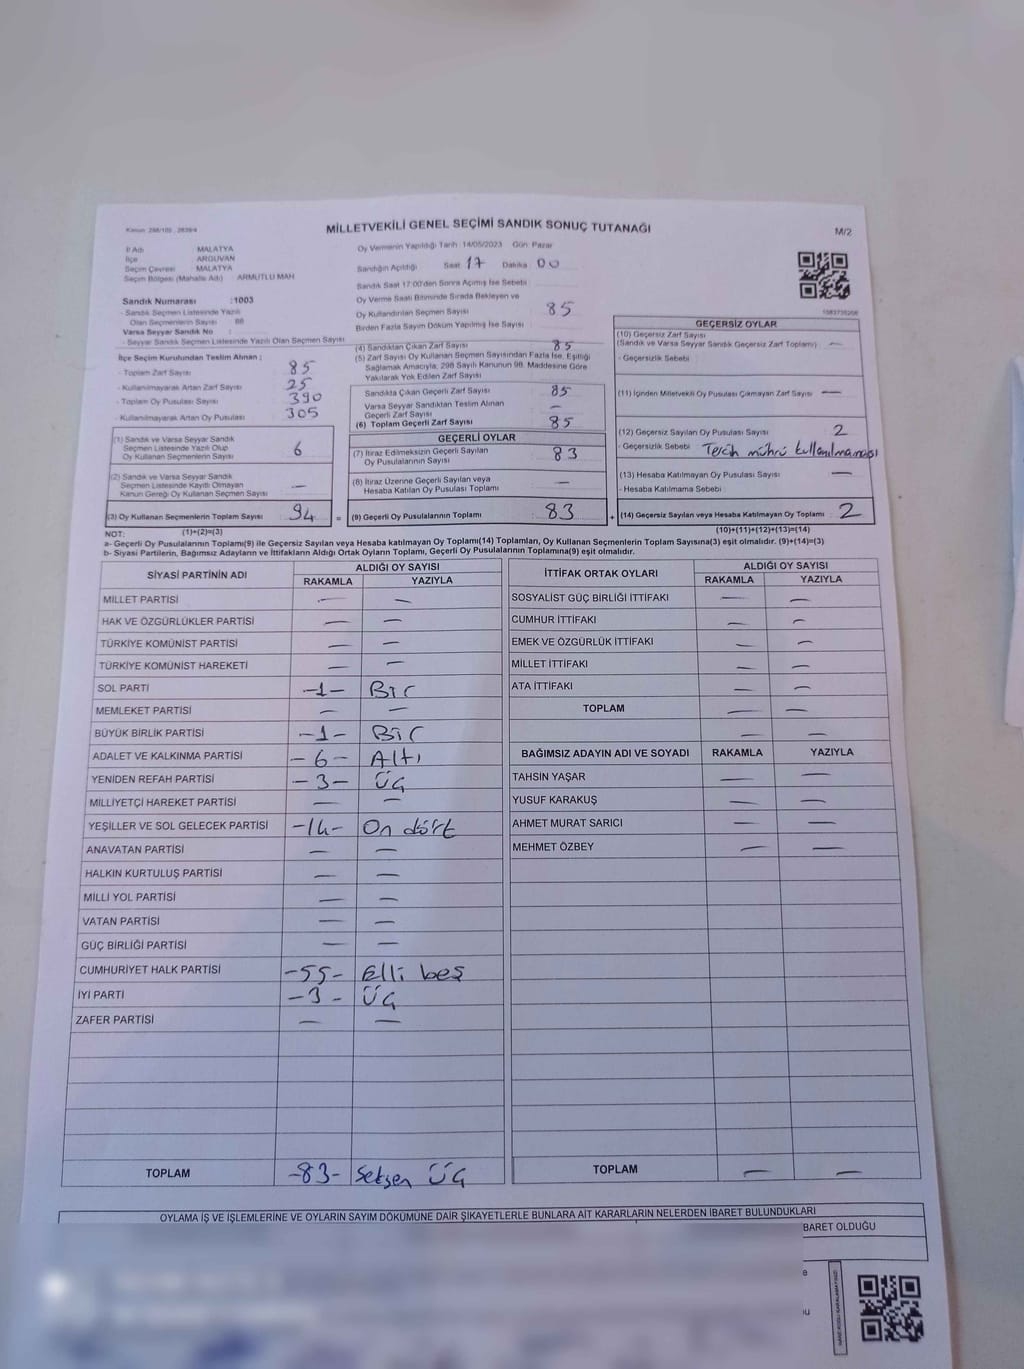 Kanun: 298/105 , 2839/4
MİLLETVEKİLİ GENEL SEÇİMİ SANDIK SONUÇ TUTANAĞI
M/2
İl Adı MALATYA
İlçe ARGUVAN
Seçim Çevresi MALATYA
Seçim Bölgesi (Mahalle Adı) ARMUTLU MAH
Sandık Numarası :1003
- Sandık Seçmen Listesinde Yazılı
Olan Seçmenlerin Sayısı
Varsa Seyyar Sandık No :
- Seyyar Sandık Seçmen Listesinde Yazılı Olan Seçmen Sayısı
Oy Vermenin Yapıldığı Tarih 14/05/2023 Gün Pazar
Sandığın Açıldığı Saat 17 Dakika 00
Sandık Saat 17:00'den Sonra Açılmış İse Sebebi
Oy Verme Saati Bitiminde Sırada Bekleyen ve
Oy Kullandırılan Seçmen Sayısı 85
Birden Fazla Sayım Döküm Yapılmış İse Sayısı
İlçe Seçim Kurulundan Teslim Alınan ;
- Toplam Zarf Sayısı 85
- Kullanılmayarak Artan Zarf Sayısı 25
- Toplam Oy Pusulası Sayısı 390
- Kullanılmayarak Artan Oy Pusulası 305
(1) Sandık ve Varsa Seyyar Sandık
Seçmen Listesinde Yazılı Olup
Oy Kullanan Seçmenlerin Sayısı 6
(2) Sandık ve Varsa Seyyar Sandık
Seçmen Listesinde Kayıtlı Olmayan
Kanun Gereği Oy Kullanan Seçmen Sayısı —
(3) Oy Kullanan Seçmenlerin Toplam Sayısı 94 =
(1)+(2)=(3)
(4) Sandıktan Çıkan Zarf Sayısı 85
(5) Zarf Sayısı Oy Kullanan Seçmen Sayısından Fazla İse, Eşitliği
Sağlamak Amacıyla, 298 Sayılı Kanunun 98. Maddesine Göre
Yakılarak Yok Edilen Zarf Sayısı
Sandıkta Çıkan Geçerli Zarf Sayısı 85
Varsa Seyyar Sandıktan Teslim Alınan
Geçerli Zarf Sayısı —
(6) Toplam Geçerli Zarf Sayısı 85
GEÇERLİ OYLAR
(7) İtiraz Edilmeksizin Geçerli Sayılan
Oy Pusulalarının Sayısı 83
(8) İtiraz Üzerine Geçerli Sayılan veya
Hesaba Katılan Oy Pusulası Toplamı —
(9) Geçerli Oy Pusulalarının Toplamı 83 +
GEÇERSİZ OYLAR
(10) Geçersiz Zarf Sayısı
(Sandık ve Varsa Seyyar Sandık Geçersiz Zarf Toplamı) —
- Geçersizlik Sebebi
(11) İçinden Milletvekili Oy Pusulası Çıkmayan Zarf Sayısı —
(12) Geçersiz Sayılan Oy Pusulası Sayısı 2
- Geçersizlik Sebebi Tercih mührü kullanılmaması
(13) Hesaba Katılmayan Oy Pusulası Sayısı —
- Hesaba Katılmama Sebebi
(14) Geçersiz Sayılan veya Hesaba Katılmayan Oy Toplamı 2
(10)+(11)+(12)+(13)=(14)
NOT:
a- Geçerli Oy Pusulalarının Toplamı(9) ile Geçersiz Sayılan veya Hesaba katılmayan Oy Toplamı(14) Toplamları, Oy Kullanan Seçmenlerin Toplam Sayısına(3) eşit olmalıdır. (9)+(14)=(3)
b- Siyasi Partilerin, Bağımsız Adayların ve İttifakların Aldığı Ortak Oyların Toplamı, Geçerli Oy Pusulalarının Toplamına(9) eşit olmalıdır.
SİYASİ PARTİNİN ADI ALDIĞI OY SAYISI
RAKAMLA YAZIYLA
MİLLET PARTİSİ — —
HAK VE ÖZGÜRLÜKLER PARTİSİ — —
TÜRKİYE KOMÜNİST PARTİSİ — —
TÜRKİYE KOMÜNİST HAREKETİ — —
SOL PARTİ -1- Bir
MEMLEKET PARTİSİ — —
BÜYÜK BİRLİK PARTİSİ -1- Bir
ADALET VE KALKINMA PARTİSİ -6- Altı
YENİDEN REFAH PARTİSİ -3- ÜÇ
MİLLİYETÇİ HAREKET PARTİSİ — —
YEŞİLLER VE SOL GELECEK PARTİSİ -14- On dört
ANAVATAN PARTİSİ — —
HALKIN KURTULUŞ PARTİSİ — —
MİLLİ YOL PARTİSİ — —
VATAN PARTİSİ — —
GÜÇ BİRLİĞİ PARTİSİ — —
CUMHURİYET HALK PARTİSİ -55- Elli beş
İYİ PARTİ -3- ÜÇ
ZAFER PARTİSİ — —
TOPLAM -83- Seksen ÜÇ
İTTİFAK ORTAK OYLARI ALDIĞI OY SAYISI
RAKAMLA YAZIYLA
SOSYALİST GÜÇ BİRLİĞİ İTTİFAKI — —
CUMHUR İTTİFAKI — —
EMEK VE ÖZGÜRLÜK İTTİFAKI — —
MİLLET İTTİFAKI — —
ATA İTTİFAKI — —
TOPLAM — —
— —
BAĞIMSIZ ADAYIN ADI VE SOYADI RAKAMLA YAZIYLA
TAHSİN YAŞAR — —
YUSUF KARAKUŞ — —
AHMET MURAT SARICI — —
MEHMET ÖZBEY — —
TOPLAM — —
OYLAMA İŞ VE İŞLEMLERİNE VE OYLARIN SAYIM DÖKÜMÜNE DAİR ŞİKAYETLERLE BUNLARA AİT KARARLARIN NELERDEN İBARET BULUNDUKLARI
BARET OLDUĞU